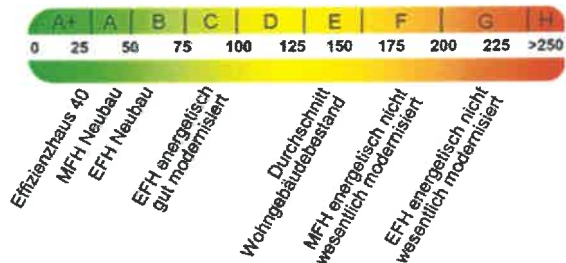 A+ A B C D E F G H
0 25 50 75 100 125 150 175 200 225 >250
Effizienzhaus 40
MFH Neubau
EFH Neubau
EFH energetisch
gut modernisiert
Durchschnitt
Wohngebäudebestand
MFH energetisch nicht
wesentlich modernisiert
EFH energetisch nicht
wesentlich modernisiert